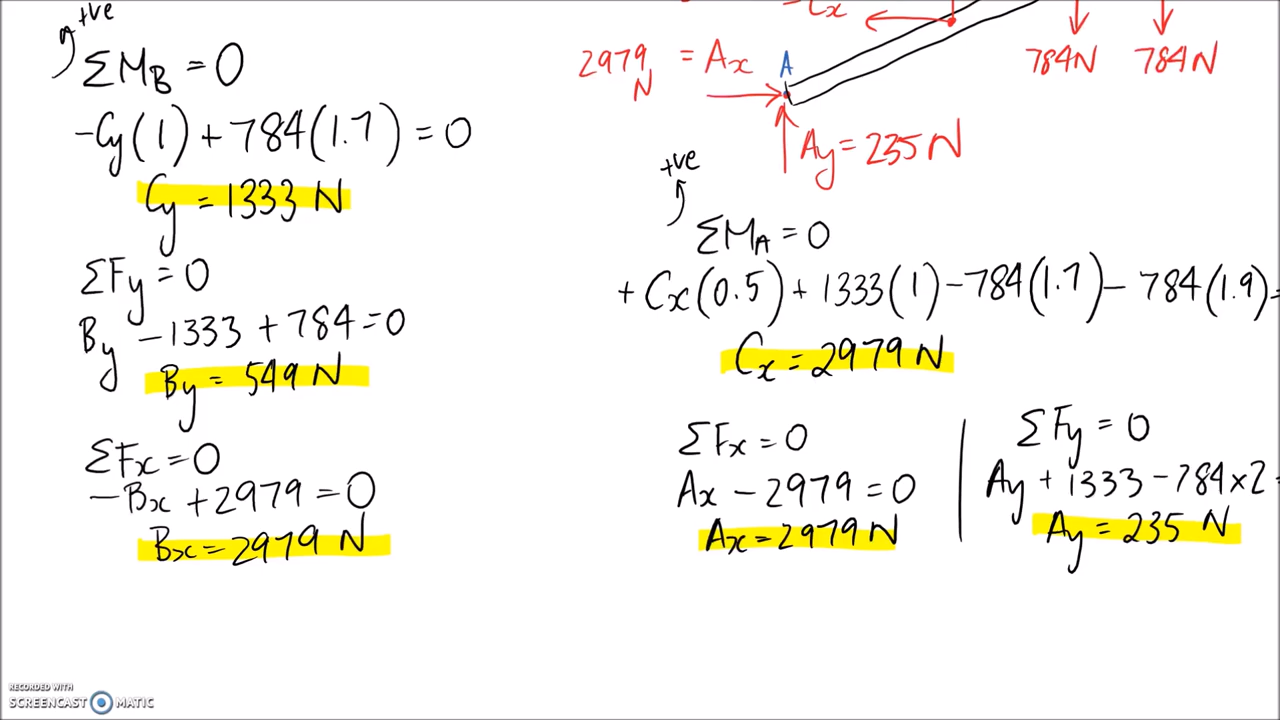 +ve
ΣM_B = 0
-Cy(1) + 784(1.7) = 0
Cy = 1333 N
ΣFy = 0
By - 1333 + 784 = 0
By = 549 N
ΣFx = 0
- Bx + 2979 = 0
Bx = 2979 N
Cx
2979 N = Ax
A
784N 784N
Ay = 235 N
+ve
ΣM_A = 0
+ Cx(0.5) + 1333(1) - 784(1.7) - 784(1.9) =
Cx = 2979 N
ΣFx = 0
Ax - 2979 = 0
Ax = 2979 N
ΣFy = 0
Ay + 1333 - 784×2 =
Ay = 235 N
RECORDED WITH
SCREENCAST MATIC